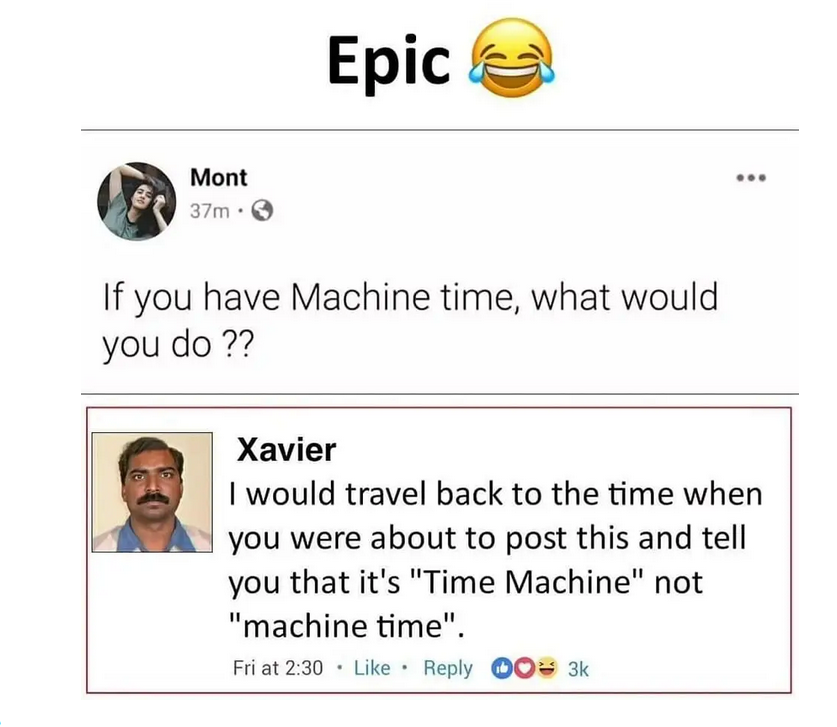 Epic 😂
Mont
37m ·
If you have Machine time, what would
you do ??
Xavier
I would travel back to the time when
you were about to post this and tell
you that it's "Time Machine" not
"machine time".
Fri at 2:30 · Like · Reply 3k